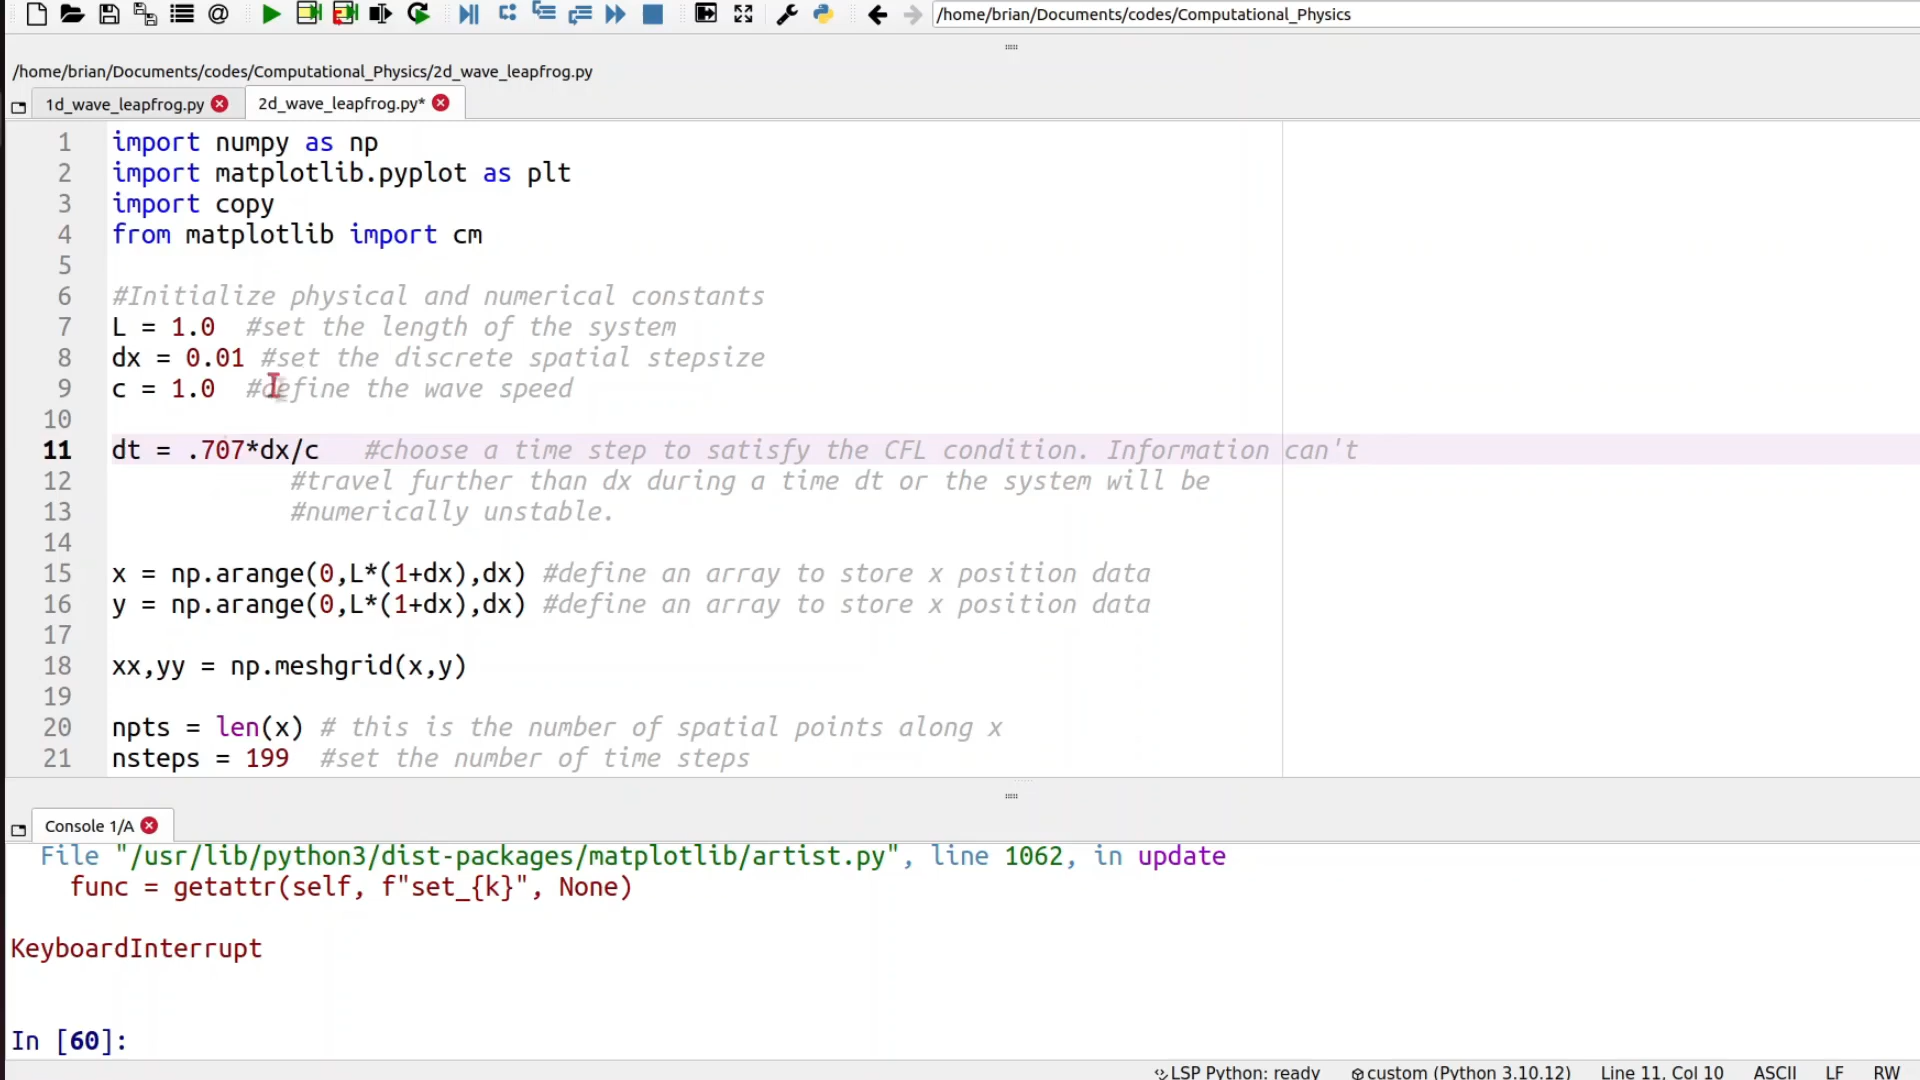 /home/brian/Documents/codes/Computational_Physics
/home/brian/Documents/codes/Computational_Physics/2d_wave_leapfrog.py
1d_wave_leapfrog.py 2d_wave_leapfrog.py*
1 import numpy as np
2 import matplotlib.pyplot as plt
3 import copy
4 from matplotlib import cm
5
6 #Initialize physical and numerical constants
7 L = 1.0  #set the length of the system
8 dx = 0.01 #set the discrete spatial stepsize
9 c = 1.0  #define the wave speed
10
11 dt = .707*dx/c   #choose a time step to satisfy the CFL condition. Information can't
12             #travel further than dx during a time dt or the system will be
13             #numerically unstable.
14
15 x = np.arange(0,L*(1+dx),dx) #define an array to store x position data
16 y = np.arange(0,L*(1+dx),dx) #define an array to store x position data
17
18 xx,yy = np.meshgrid(x,y)
19
20 npts = len(x) # this is the number of spatial points along x
21 nsteps = 199  #set the number of time steps
Console 1/A
File "/usr/lib/python3/dist-packages/matplotlib/artist.py", line 1062, in update
func = getattr(self, f"set_{k}", None)
KeyboardInterrupt
In [60]:
LSP Python: ready custom (Python 3.10.12) Line 11, Col 10 ASCII LF RW